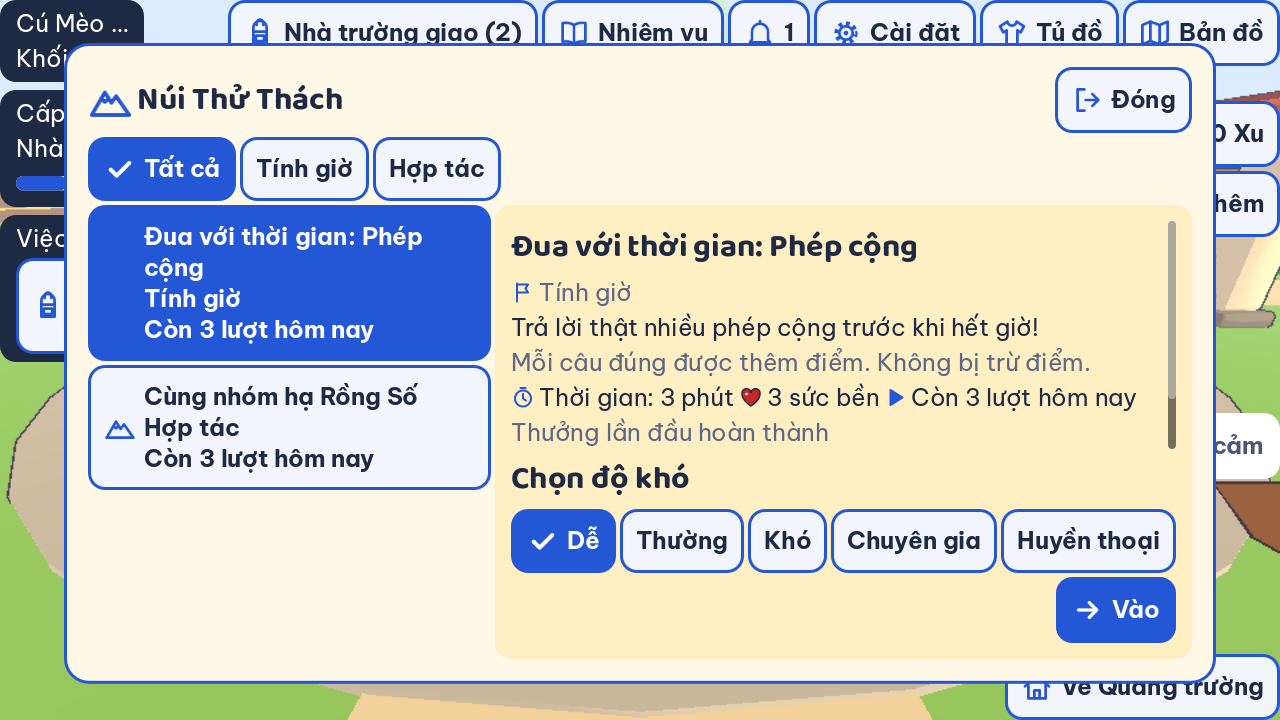 Cú Mèo ...
Khối
Nhà trường giao (2)
Nhiệm vụ
1
Cài đặt
Tủ đồ
Bản đồ
Núi Thử Thách
Đóng
Cấp
Nhà
0 Xu
Tất cả
Tính giờ
Hợp tác
hêm
Việc
Đua với thời gian: Phép
cộng
Tính giờ
Còn 3 lượt hôm nay
Cùng nhóm hạ Rồng Số
Hợp tác
Còn 3 lượt hôm nay
Đua với thời gian: Phép cộng
Tính giờ
Trả lời thật nhiều phép cộng trước khi hết giờ!
Mỗi câu đúng được thêm điểm. Không bị trừ điểm.
Thời gian: 3 phút 3 sức bền Còn 3 lượt hôm nay
Thưởng lần đầu hoàn thành
cảm
Chọn độ khó
Dễ
Thường
Khó
Chuyên gia
Huyền thoại
Vào
Về Quảng trường